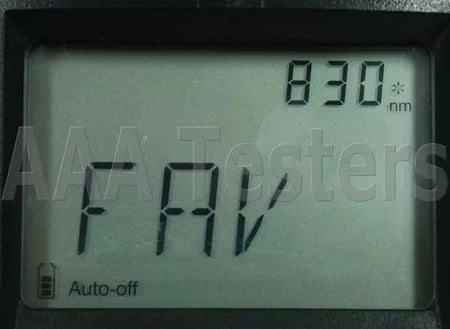 830 *
nm
AAA Testers
FAV
Auto-off